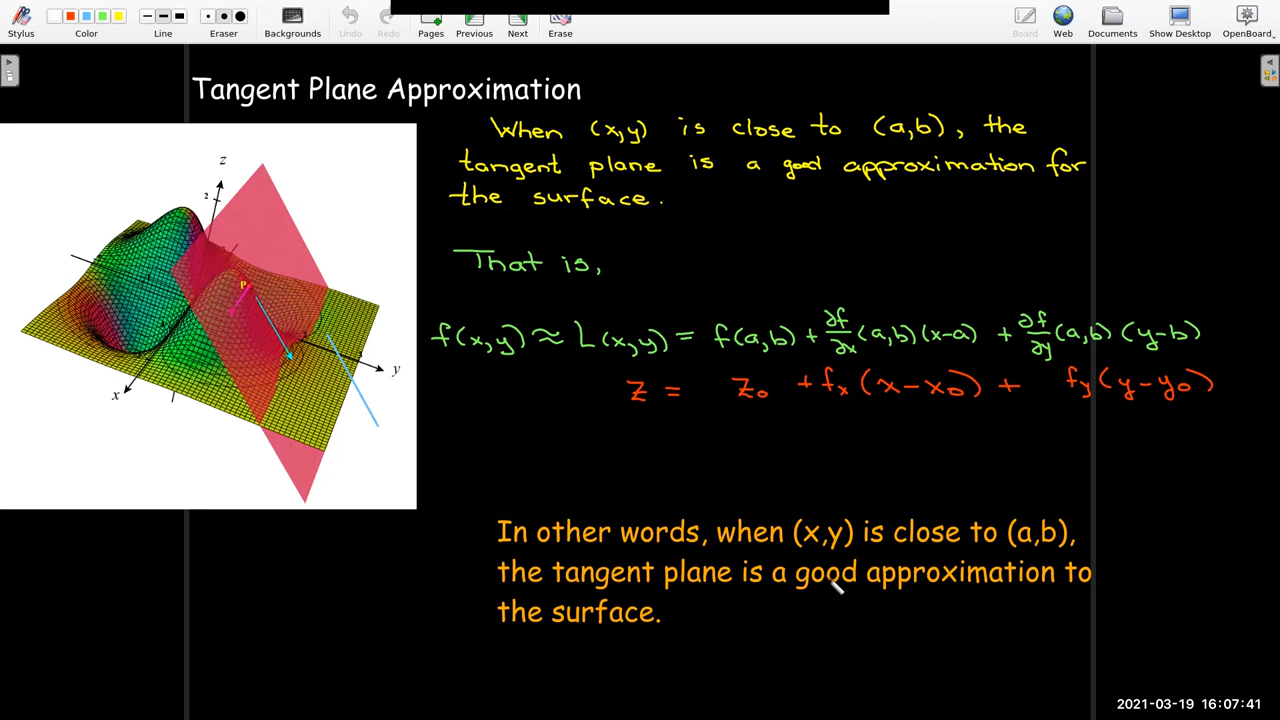 Stylus Color Line Eraser Backgrounds Undo Redo Pages Previous Next Erase Board Web Documents Show Desktop OpenBoard
Tangent Plane Approximation
When (x,y) is close to (a,b), the
tangent plane is a good approximation for
the surface.
z
2
P
y
x
That is,
f(x,y) ≈ L(x,y) = f(a,b) + ∂f/∂x (a,b) (x-a) + ∂f/∂y (a,b) (y-b)
z = z₀ + fₓ (x - x₀) + f_y (y - y₀)
In other words, when (x,y) is close to (a,b),
the tangent plane is a good approximation to
the surface.
2021-03-19 16:07:41